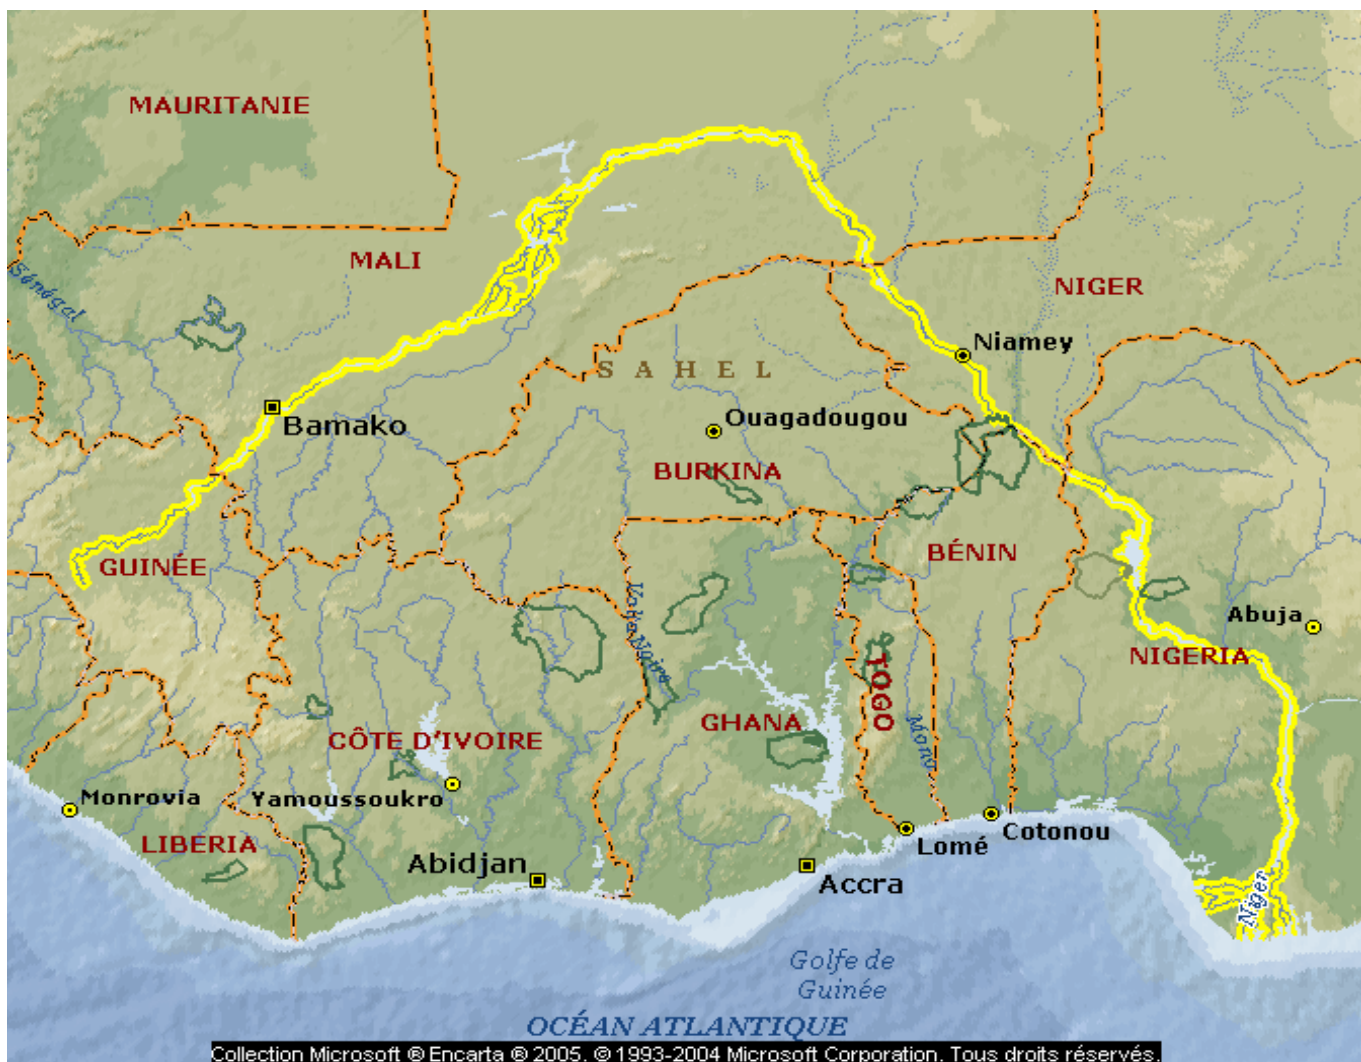 MAURITANIE
MALI
Sénégal
NIGER
Niamey
SAHEL
Bamako
Ouagadougou
BURKINA
GUINÉE
BÉNIN
Volta Noire
Abuja
NIGERIA
TOGO
GHANA
CÔTE D'IVOIRE
Mono
Monrovia
Yamoussoukro
LIBERIA
Cotonou
Lomé
Abidjan
Accra
Niger
Golfe de
Guinée
OCÉAN ATLANTIQUE
Collection Microsoft ® Encarta ® 2005. © 1993-2004 Microsoft Corporation. Tous droits réservés.